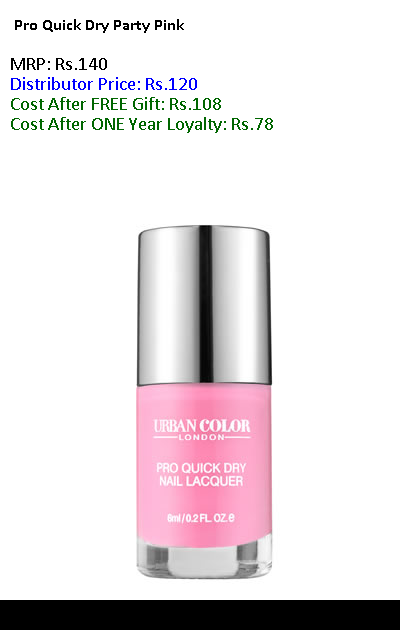 Pro Quick Dry Party Pink
MRP: Rs.140
Distributor Price: Rs.120
Cost After FREE Gift: Rs.108
Cost After ONE Year Loyalty: Rs.78
URBAN COLOR
LONDON
PRO QUICK DRY
NAIL LACQUER
6ml/0.2 FL. OZ. ℮